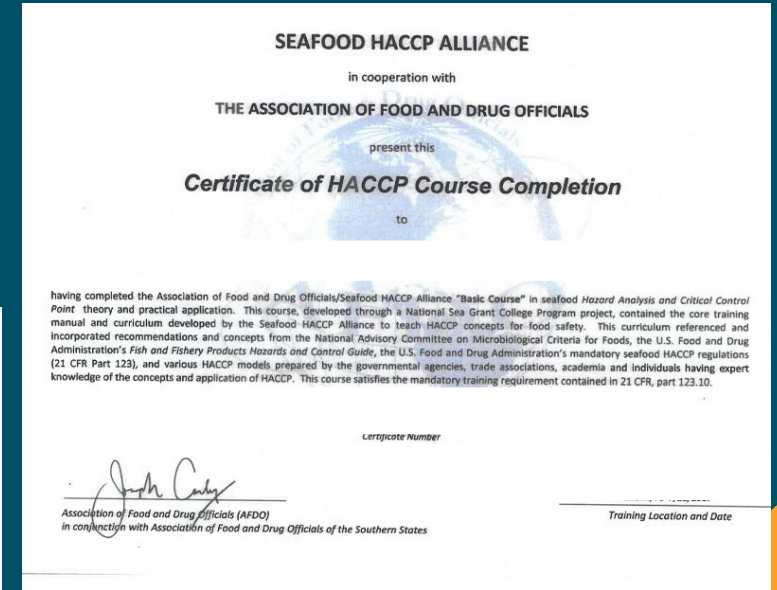 SEAFOOD HACCP ALLIANCE
in cooperation with
THE ASSOCIATION OF FOOD AND DRUG OFFICIALS
present this
Certificate of HACCP Course Completion
to
having completed the Association of Food and Drug Officials/Seafood HACCP Alliance "Basic Course" in seafood Hazard Analysis and Critical Control
Point theory and practical application. This course, developed through a National Sea Grant College Program project, contained the core training
manual and curriculum developed by the Seafood HACCP Alliance to teach HACCP concepts for food safety. This curriculum referenced and
incorporated recommendations and concepts from the National Advisory Committee on Microbiological Criteria for Foods, the U.S. Food and Drug
Administration's Fish and Fishery Products Hazards and Control Guide, the U.S. Food and Drug Administration's mandatory seafood HACCP regulations
(21 CFR Part 123), and various HACCP models prepared by the governmental agencies, trade associations, academia and individuals having expert
knowledge of the concepts and application of HACCP. This course satisfies the mandatory training requirement contained in 21 CFR, part 123.10.
Certificate Number
Association of Food and Drug Officials (AFDO)
in conjunction with Association of Food and Drug Officials of the Southern States
Training Location and Date